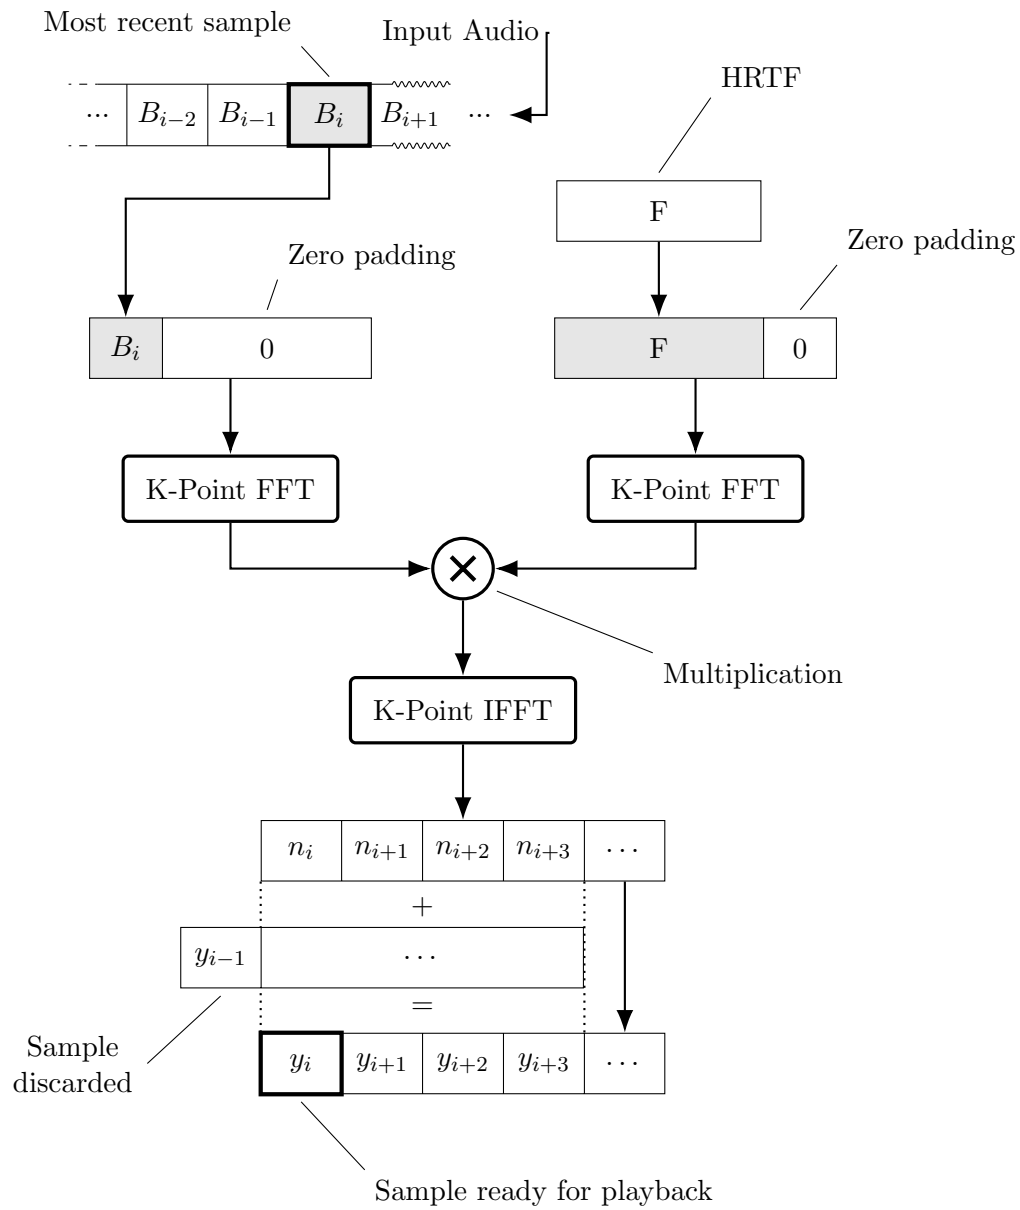 Most recent sample
Input Audio
... B_{i−2} B_{i−1} B_i B_{i+1} ...
HRTF
F
Zero padding
Zero padding
B_i 0
F 0
K-Point FFT
K-Point FFT
×
Multiplication
K-Point IFFT
n_i n_{i+1} n_{i+2} n_{i+3} ...
+
y_{i−1} ...
=
Sample
discarded
y_i y_{i+1} y_{i+2} y_{i+3} ...
Sample ready for playback